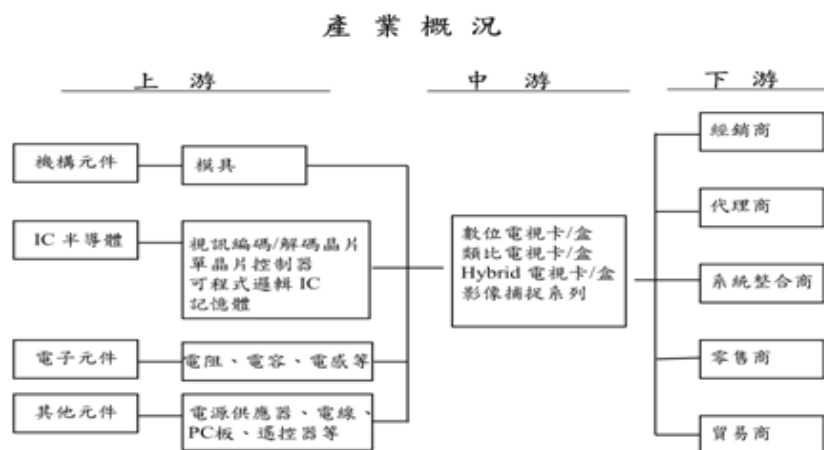 產業概況
上游
中游
下游
機構元件
模具
IC 半導體
視訊編碼/解碼晶片
單晶片控制器
可程式邏輯 IC
記憶體
電子元件
電阻、電容、電感等
其他元件
電源供應器、電線、
PC板、遙控器等
數位電視卡/盒
類比電視卡/盒
Hybrid 電視卡/盒
影像捕捉系列
經銷商
代理商
系統整合商
零售商
貿易商